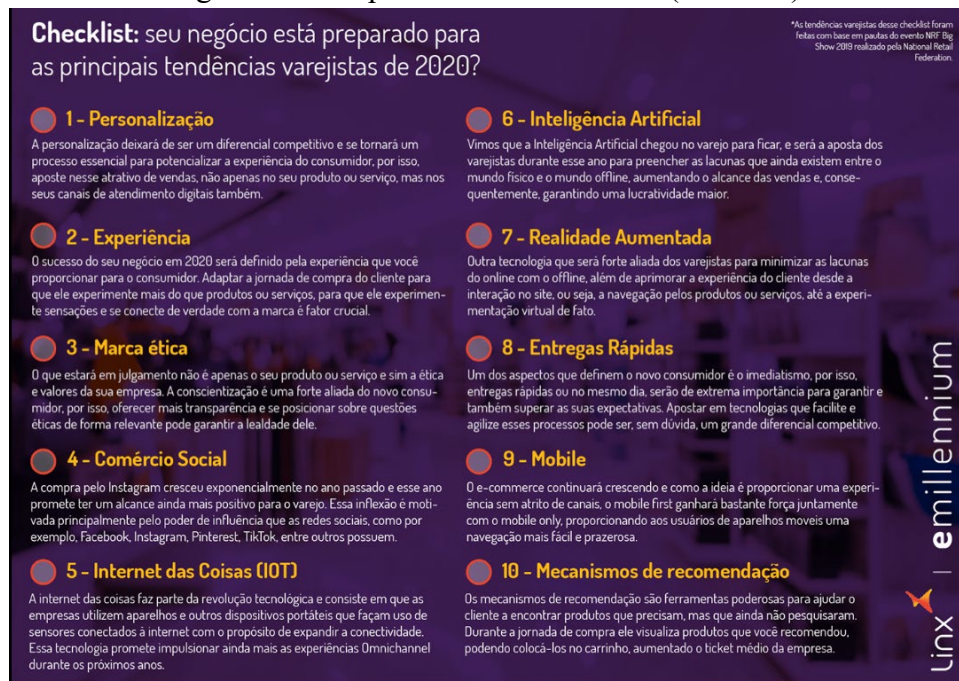 Checklist: seu negócio está preparado para
as principais tendências varejistas de 2020?
*As tendências varejistas desse checklist foram
feitas com base em pautas do evento NRF Big
Show 2019 realizado pela National Retail
Federation.
1 - Personalização
A personalização deixará de ser um diferencial competitivo e se tornará um
processo essencial para potencializar a experiência do consumidor, por isso,
aposte nesse atrativo de vendas, não apenas no seu produto ou serviço, mas nos
seus canais de atendimento digitais também.
2 - Experiência
O sucesso do seu negócio em 2020 será definido pela experiência que você
proporcionar para o consumidor. Adaptar a jornada de compra do cliente para
que ele experimente mais do que produtos ou serviços, para que ele experimen-
te sensações e se conecte de verdade com a marca é fator crucial.
3 - Marca ética
O que estará em julgamento não é apenas o seu produto ou serviço e sim a ética
e valores da sua empresa. A conscientização é uma forte aliada do novo consu-
midor, por isso, oferecer mais transparência e se posicionar sobre questões
éticas de forma relevante pode garantir a lealdade dele.
4 - Comércio Social
A compra pelo Instagram cresceu exponencialmente no ano passado e esse ano
promete ter um alcance ainda mais positivo para o varejo. Essa inflexão é moti-
vada principalmente pelo poder de influência que as redes sociais, como por
exemplo, Facebook, Instagram, Pinterest, TikTok, entre outros possuem.
5 - Internet das Coisas (IOT)
A internet das coisas faz parte da revolução tecnológica e consiste em que as
empresas utilizem aparelhos e outros dispositivos portáteis que façam uso de
sensores conectados à internet com o propósito de expandir a conectividade.
Essa tecnologia promete impulsionar ainda mais as experiências Omnichannel
durante os próximos anos.
6 - Inteligência Artificial
Vimos que a Inteligência Artificial chegou no varejo para ficar, e será a aposta dos
varejistas durante esse ano para preencher as lacunas que ainda existem entre o
mundo físico e o mundo offline, aumentando o alcance das vendas e, conse-
quentemente, garantindo uma lucratividade maior.
7 - Realidade Aumentada
Outra tecnologia que será forte aliada dos varejistas para minimizar as lacunas
do online com o offline, além de aprimorar a experiência do cliente desde a
interação no site, ou seja, a navegação pelos produtos ou serviços, até a experi-
mentação virtual de fato.
8 - Entregas Rápidas
Um dos aspectos que definem o novo consumidor é o imediatismo, por isso,
entregas rápidas ou no mesmo dia, serão de extrema importância para garantir e
também superar as suas expectativas. Apostar em tecnologias que facilite e
agilize esses processos pode ser, sem dúvida, um grande diferencial competitivo.
9 - Mobile
O e-commerce continuará crescendo e como a ideia é proporcionar uma experi-
ência sem atrito de canais, o mobile first ganhará bastante força juntamente
com o mobile only, proporcionando aos usuários de aparelhos moveis uma
navegação mais fácil e prazerosa.
10 - Mecanismos de recomendação
Os mecanismos de recomendação são ferramentas poderosas para ajudar o
cliente a encontrar produtos que precisam, mas que ainda não pesquisaram.
Durante a jornada de compra ele visualiza produtos que você recomendou,
podendo colocá-los no carrinho, aumentado o ticket médio da empresa.
Linx | emillennium